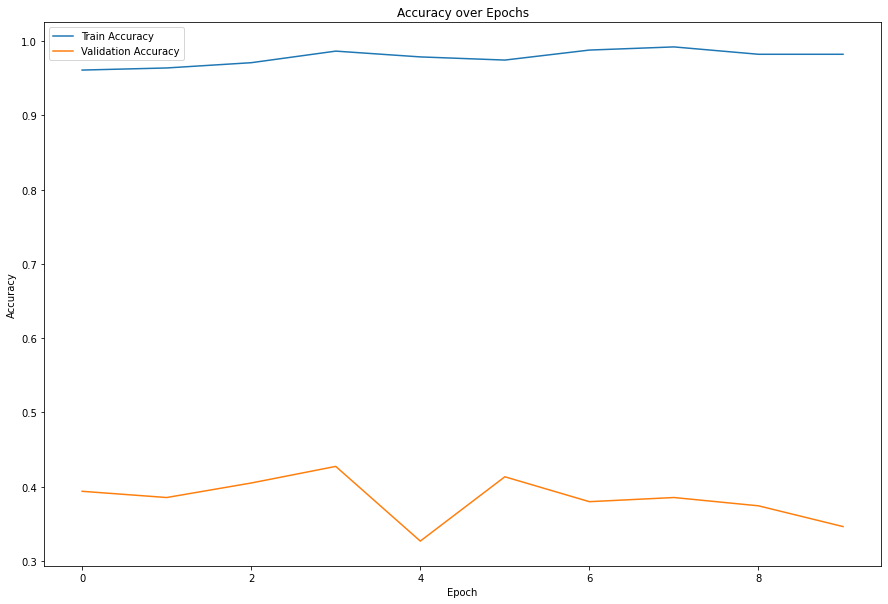 Accuracy over Epochs
Train Accuracy
Validation Accuracy
1.0
0.9
0.8
0.7
0.6
0.5
0.4
0.3
Accuracy
0 2 4 6 8
Epoch